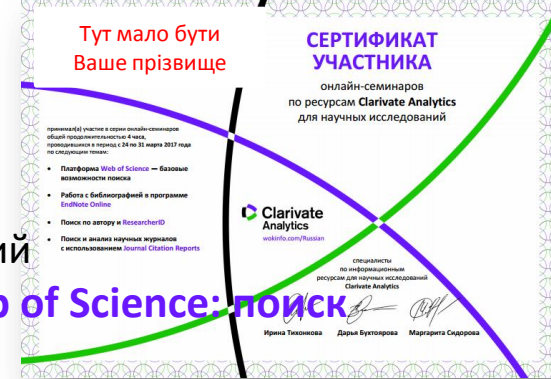 Тут мало бути
Ваше прізвище
СЕРТИФИКАТ
УЧАСТНИКА
онлайн-семинаров
по ресурсам Clarivate Analytics
для научных исследований
принимал(а) участие в серии онлайн-семинаров
общей продолжительностью 4 часа,
проводившихся в период с 24 по 31 марта 2017 года
по следующим темам:
• Платформа Web of Science — базовые
возможности поиска
• Работа с библиографией в программе
EndNote Online
• Поиск по автору и ResearcherID
• Поиск и анализ научных журналов
с использованием Journal Citation Reports
Clarivate
Analytics
wokinfo.com/Russian
ий
of Science: поиск
специалисты
по информационным
ресурсам для научных исследований
Clarivate Analytics
Ирина Тихонкова Дарья Бухтоярова Маргарита Сидорова